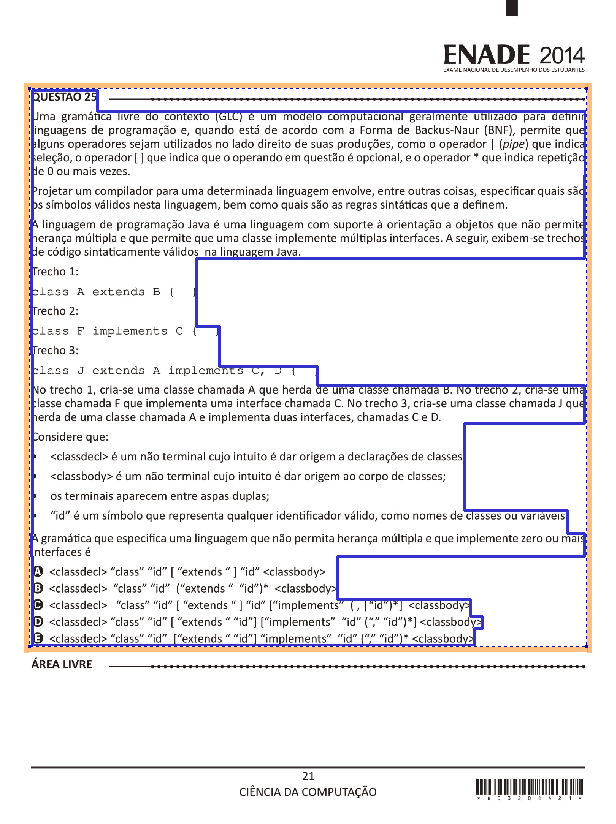 ENADE 2014
EXAME NACIONAL DE DESEMPENHO DOS ESTUDANTES
QUESTÃO 25
Uma gramática livre do contexto (GLC) é um modelo computacional geralmente utilizado para definir
linguagens de programação e, quando está de acordo com a Forma de Backus-Naur (BNF), permite que
alguns operadores sejam utilizados no lado direito de suas produções, como o operador | (pipe) que indica
seleção, o operador [ ] que indica que o operando em questão é opcional, e o operador * que indica repetição
de 0 ou mais vezes.
Projetar um compilador para uma determinada linguagem envolve, entre outras coisas, especificar quais são
os símbolos válidos nesta linguagem, bem como quais são as regras sintáticas que a definem.
A linguagem de programação Java é uma linguagem com suporte à orientação a objetos que não permite
herança múltipla e que permite que uma classe implemente múltiplas interfaces. A seguir, exibem-se trechos
de código sintaticamente válidos na linguagem Java.
Trecho 1:
class A extends B { }
Trecho 2:
class F implements C { }
Trecho 3:
class J extends A implements C, D {
No trecho 1, cria-se uma classe chamada A que herda de uma classe chamada B. No trecho 2, cria-se uma
classe chamada F que implementa uma interface chamada C. No trecho 3, cria-se uma classe chamada J que
herda de uma classe chamada A e implementa duas interfaces, chamadas C e D.
Considere que:
• <classdecl> é um não terminal cujo intuito é dar origem a declarações de classes
• <classbody> é um não terminal cujo intuito é dar origem ao corpo de classes;
• os terminais aparecem entre aspas duplas;
• “id” é um símbolo que representa qualquer identificador válido, como nomes de classes ou variáveis
A gramática que especifica uma linguagem que não permita herança múltipla e que implemente zero ou mais
interfaces é
A <classdecl> “class” “id” [ “extends “ ] “id” <classbody>
B <classdecl> “class” “id” (“extends “ “id”)* <classbody>
C <classdecl> “class” “id” [ “extends “ ] “id” [“implements” ( , |“id”)*] <classbody>
D <classdecl> “class” “id” [ “extends “ “id”] [“implements” “id” (“,” “id”)*] <classbody>
E <classdecl> “class” “id” [“extends “ “id”] “implements” “id” (“,” “id”)* <classbody>
ÁREA LIVRE
21
CIÊNCIA DA COMPUTAÇÃO